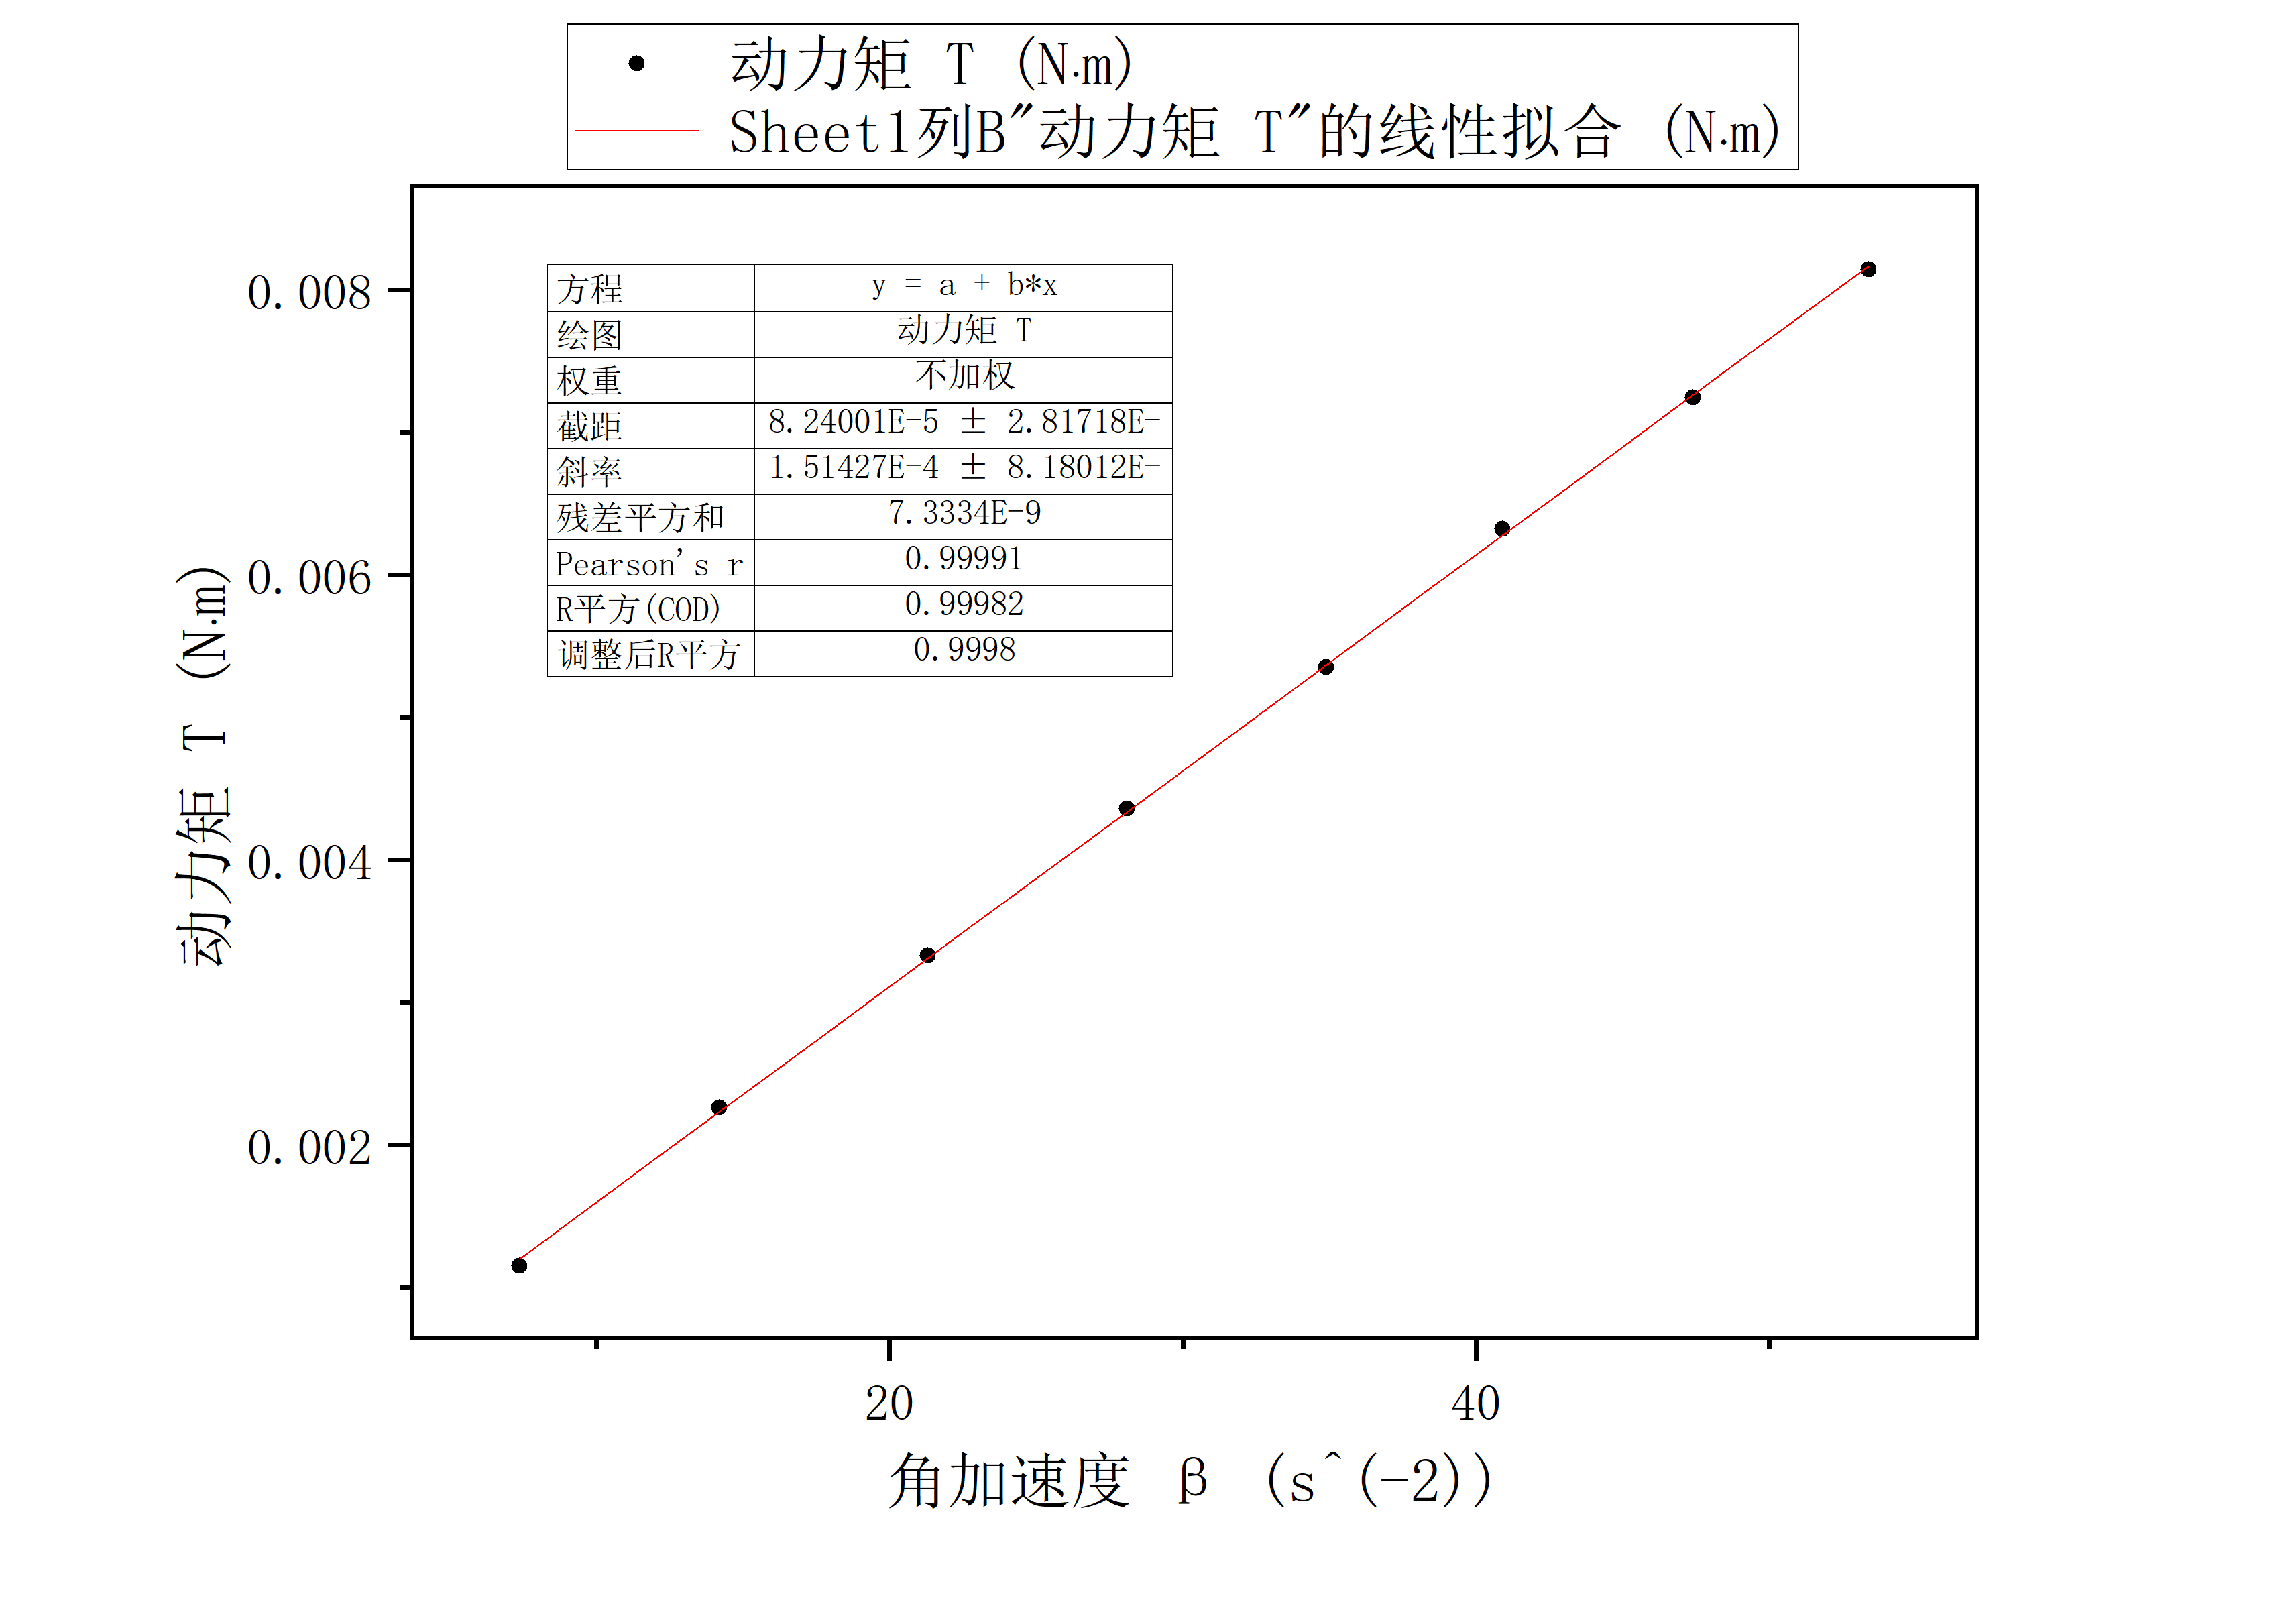 动力矩 T (N·m)
Sheet1列B"动力矩 T"的线性拟合 (N·m)
方程 y = a + b*x
绘图 动力矩 T
权重 不加权
截距 8.24001E-5 ± 2.81718E-
斜率 1.51427E-4 ± 8.18012E-
残差平方和 7.3334E-9
Pearson's r 0.99991
R平方(COD) 0.99982
调整后R平方 0.9998
动力矩 T (N·m)
0.008
0.006
0.004
0.002
20 40
角加速度 β (s^(-2))